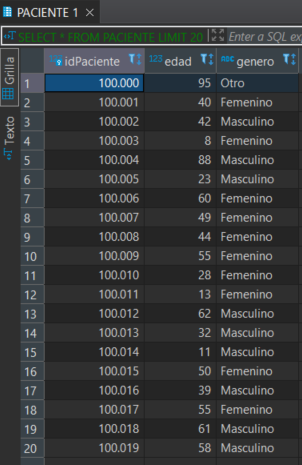 PACIENTE 1
SELECT * FROM PACIENTE LIMIT 20 Enter a SQL ex
Grilla
Texto
idPaciente 123 edad ABC genero
1 100.000 95 Otro
2 100.001 40 Femenino
3 100.002 42 Masculino
4 100.003 8 Femenino
5 100.004 88 Masculino
6 100.005 23 Masculino
7 100.006 60 Femenino
8 100.007 49 Femenino
9 100.008 44 Femenino
10 100.009 55 Femenino
11 100.010 28 Femenino
12 100.011 13 Femenino
13 100.012 62 Masculino
14 100.013 32 Masculino
15 100.014 11 Masculino
16 100.015 50 Femenino
17 100.016 39 Masculino
18 100.017 55 Femenino
19 100.018 61 Masculino
20 100.019 58 Masculino